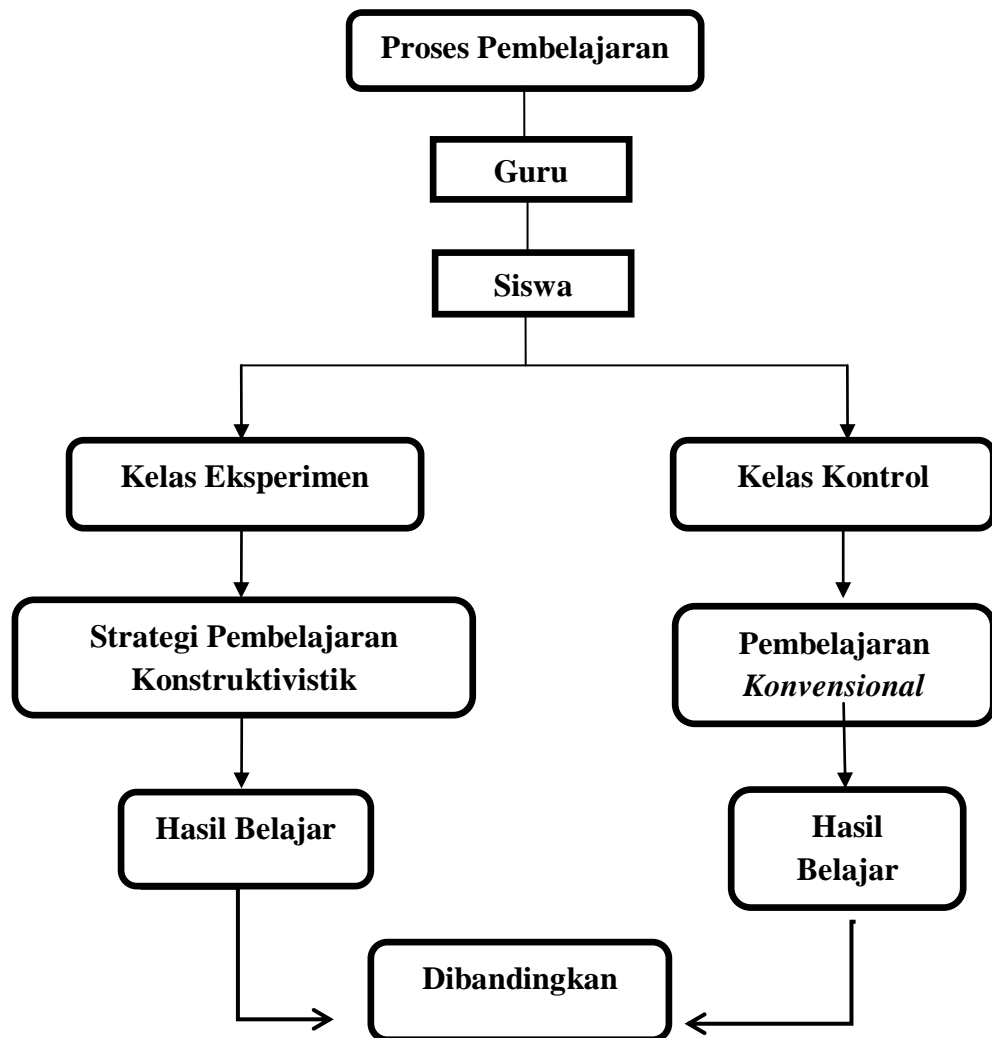 Proses Pembelajaran
Guru
Siswa
Kelas Eksperimen
Kelas Kontrol
Strategi Pembelajaran
Konstruktivistik
Pembelajaran
Konvensional
Hasil Belajar
Hasil
Belajar
Dibandingkan